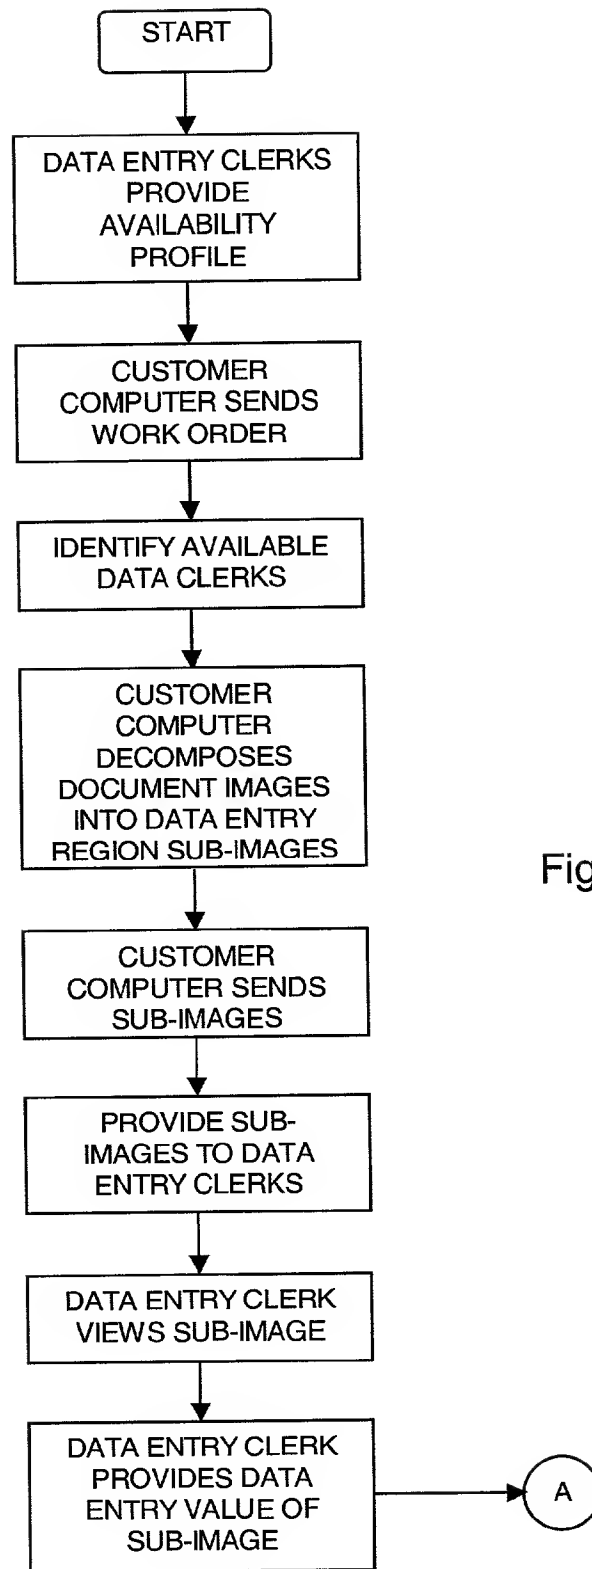 START
DATA ENTRY CLERKS
PROVIDE
AVAILABILITY
PROFILE
CUSTOMER
COMPUTER SENDS
WORK ORDER
IDENTIFY AVAILABLE
DATA CLERKS
CUSTOMER
COMPUTER
DECOMPOSES
DOCUMENT IMAGES
INTO DATA ENTRY
REGION SUB-IMAGES
Fig
CUSTOMER
COMPUTER SENDS
SUB-IMAGES
PROVIDE SUB-
IMAGES TO DATA
ENTRY CLERKS
DATA ENTRY CLERK
VIEWS SUB-IMAGE
DATA ENTRY CLERK
PROVIDES DATA
ENTRY VALUE OF
SUB-IMAGE
A